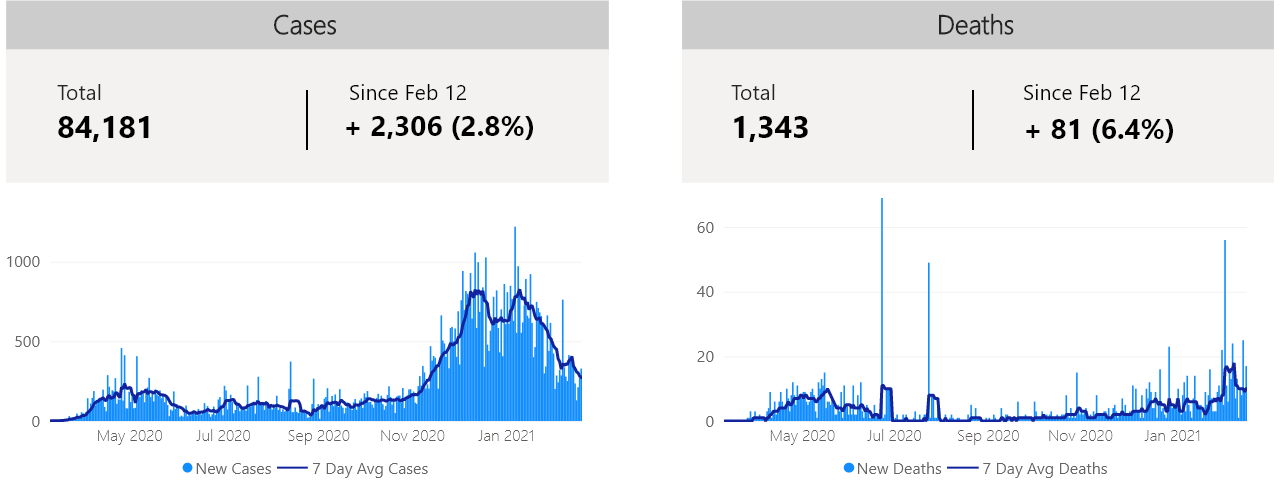 Cases
Total
84,181
Since Feb 12
+ 2,306 (2.8%)
1000
500
0
May 2020 Jul 2020 Sep 2020 Nov 2020 Jan 2021
New Cases 7 Day Avg Cases
Deaths
Total
1,343
Since Feb 12
+ 81 (6.4%)
60
40
20
0
May 2020 Jul 2020 Sep 2020 Nov 2020 Jan 2021
New Deaths 7 Day Avg Deaths